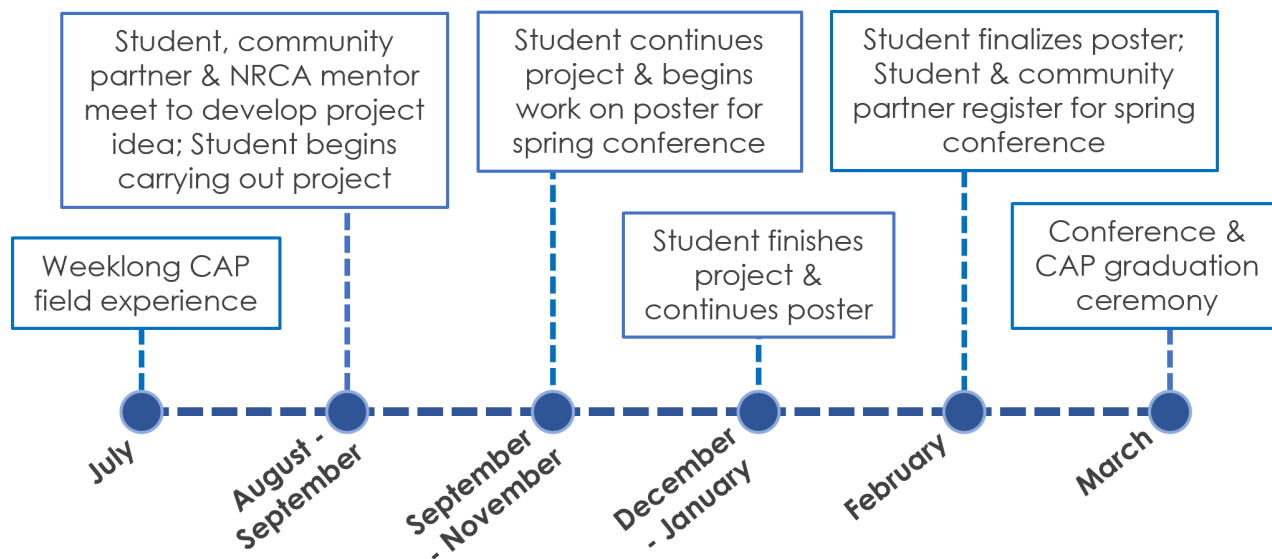 Student, community
partner & NRCA mentor
meet to develop project
idea; Student begins
carrying out project
Student continues
project & begins
work on poster for
spring conference
Student finalizes poster;
Student & community
partner register for spring
conference
Weeklong CAP
field experience
Student finishes
project &
continues poster
Conference &
CAP graduation
ceremony
July
August -
September
September
- November
December
- January
February
March